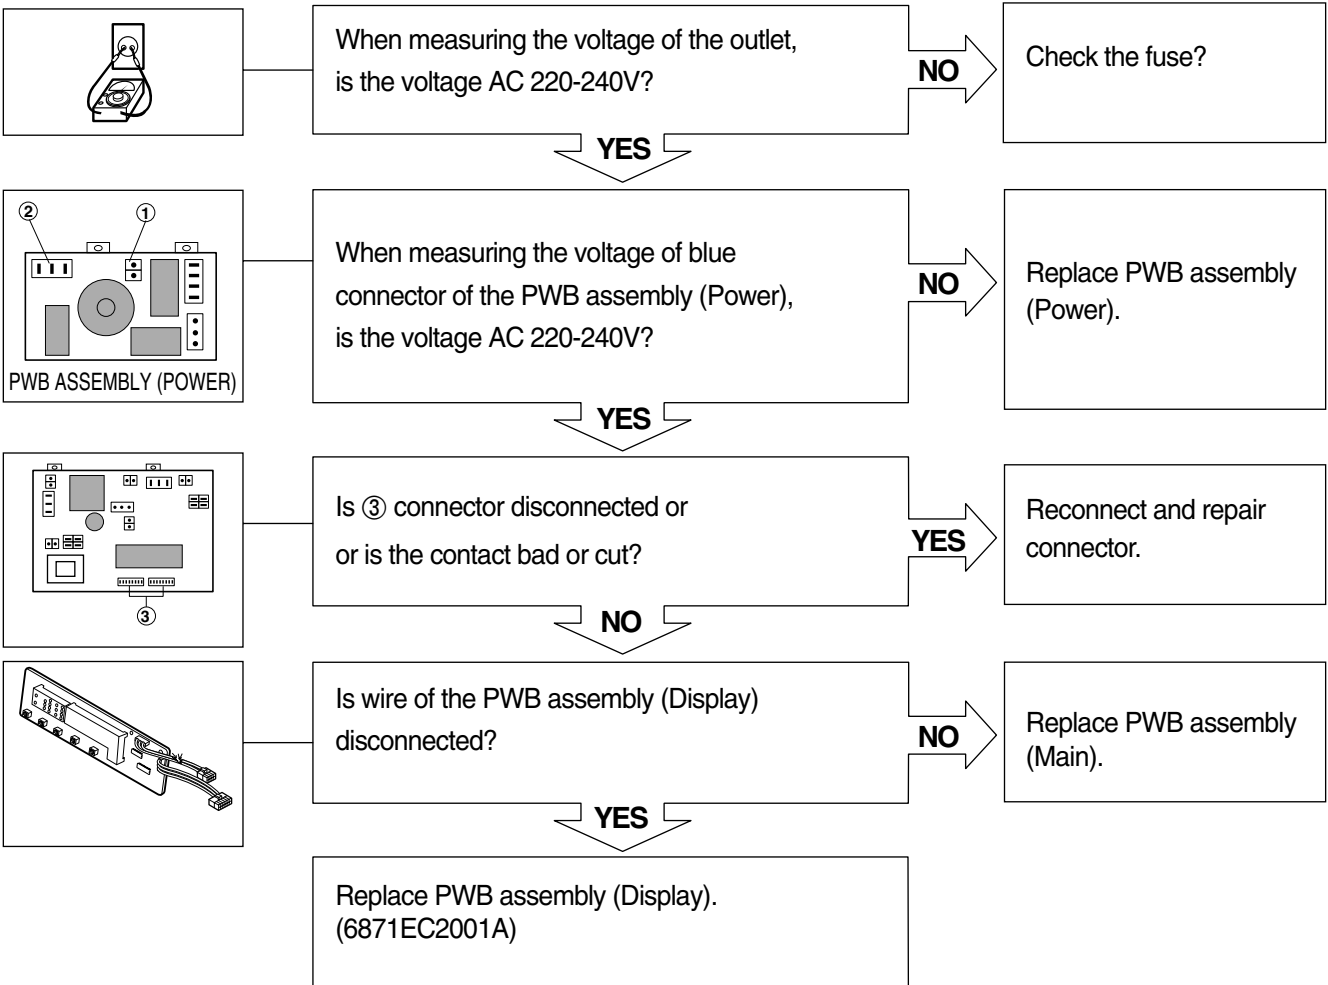 When measuring the voltage of the outlet,
is the voltage AC 220-240V?
NO
Check the fuse?
YES
② ①
PWB ASSEMBLY (POWER)
When measuring the voltage of blue
connector of the PWB assembly (Power),
is the voltage AC 220-240V?
NO
Replace PWB assembly
(Power).
YES
③
Is ③ connector disconnected or
or is the contact bad or cut?
YES
Reconnect and repair
connector.
NO
Is wire of the PWB assembly (Display)
disconnected?
NO
Replace PWB assembly
(Main).
YES
Replace PWB assembly (Display).
(6871EC2001A)